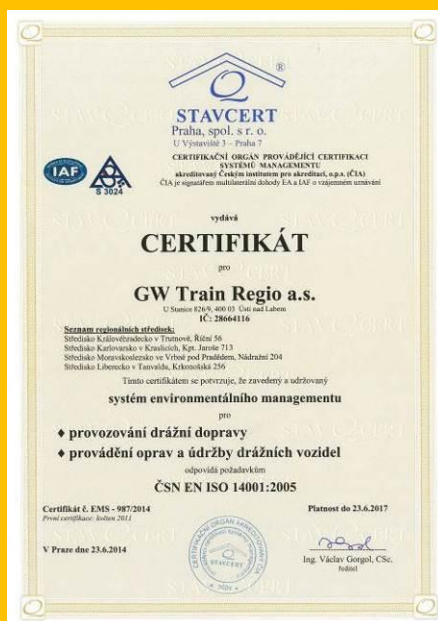 Q
®
STAVCERT
Praha, spol. s r. o.
U Výstaviště 3 – Praha 7
CERTIFIKAČNÍ ORGÁN PROVÁDĚJÍCÍ CERTIFIKACI
SYSTÉMŮ MANAGEMENTU
akreditovaný Českým institutem pro akreditaci, o.p.s. (ČIA)
ČIA je signatářem multilaterální dohody EA a IAF o vzájemném uznávání
IAF
S 3024
vydává
CERTIFIKÁT
pro
GW Train Regio a.s.
U Stanice 826/9, 400 03 Ústí nad Labem
IČ: 28664116
Seznam regionálních středisek:
Středisko Královéhradecko v Trutnově, Říční 56
Středisko Karlovarsko v Kraslicích, Kpt. Jaroše 713
Středisko Moravskoslezsko ve Vrbně pod Pradědem, Nádražní 204
Středisko Liberecko v Tanvaldu, Krkonošská 256
Tímto certifikátem se potvrzuje, že zavedený a udržovaný
systém environmentálního managementu
pro
♦ provozování drážní dopravy
♦ provádění oprav a údržby drážních vozidel
odpovídá požadavkům
ČSN EN ISO 14001:2005
Certifikát č. EMS - 987/2014
Platnost do 23.6.2017
První certifikace: květen 2011
V Praze dne 23.6.2014
STAVCERT
Ing. Václav Gorgol, CSc.
ředitel